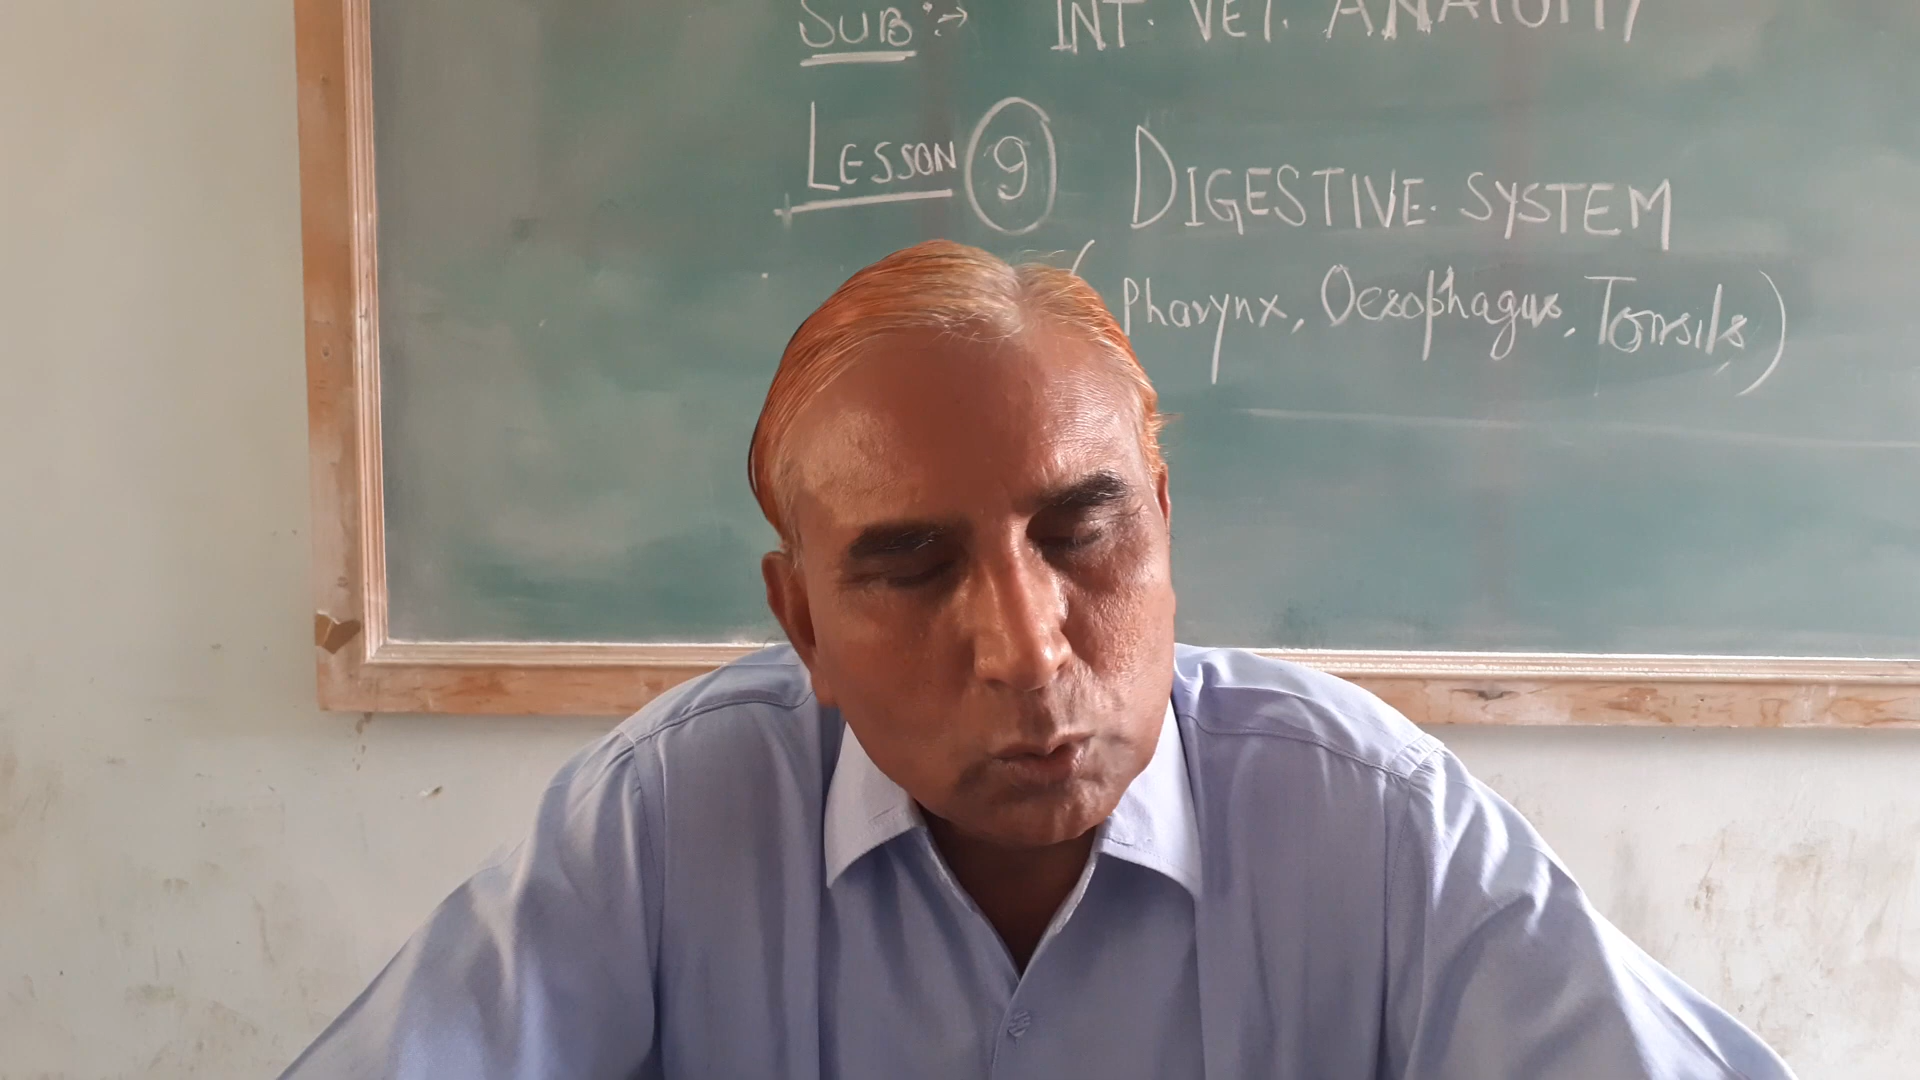 SUB :→ INT. VET. ANATOMY
LESSON 9 DIGESTIVE. SYSTEM
(Pharynx, Oesophagus, Tonsils)